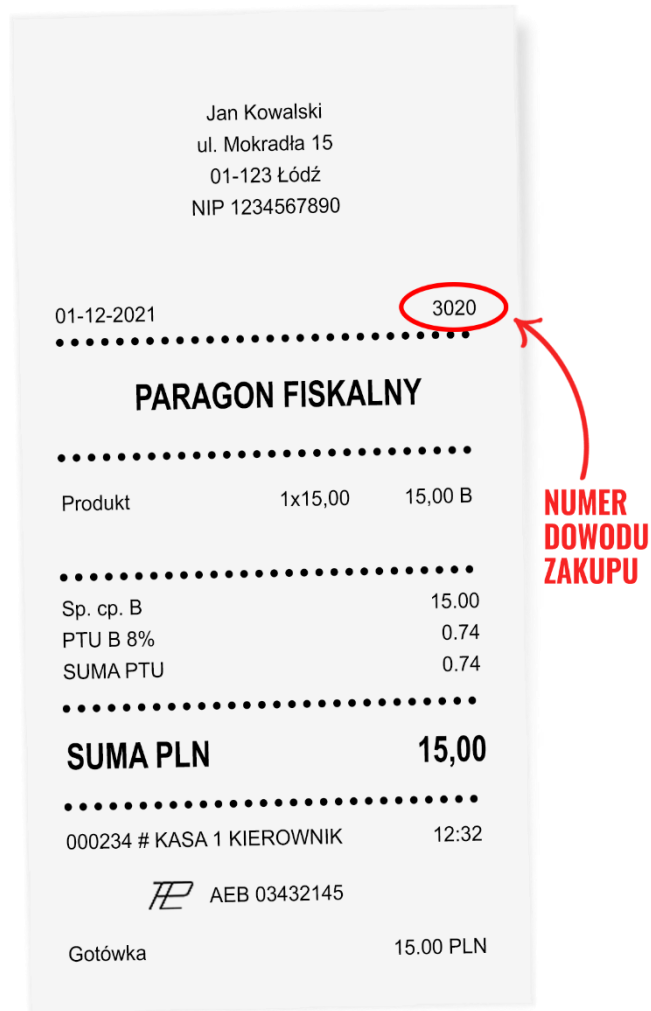 Jan Kowalski
ul. Mokradła 15
01-123 Łódź
NIP 1234567890
01-12-2021 3020
PARAGON FISKALNY
Produkt 1x15,00 15,00 B
Sp. cp. B 15.00
PTU B 8% 0.74
SUMA PTU 0.74
SUMA PLN 15,00
000234 # KASA 1 KIEROWNIK 12:32
AEB 03432145
Gotówka 15.00 PLN
NUMER
DOWODU
ZAKUPU